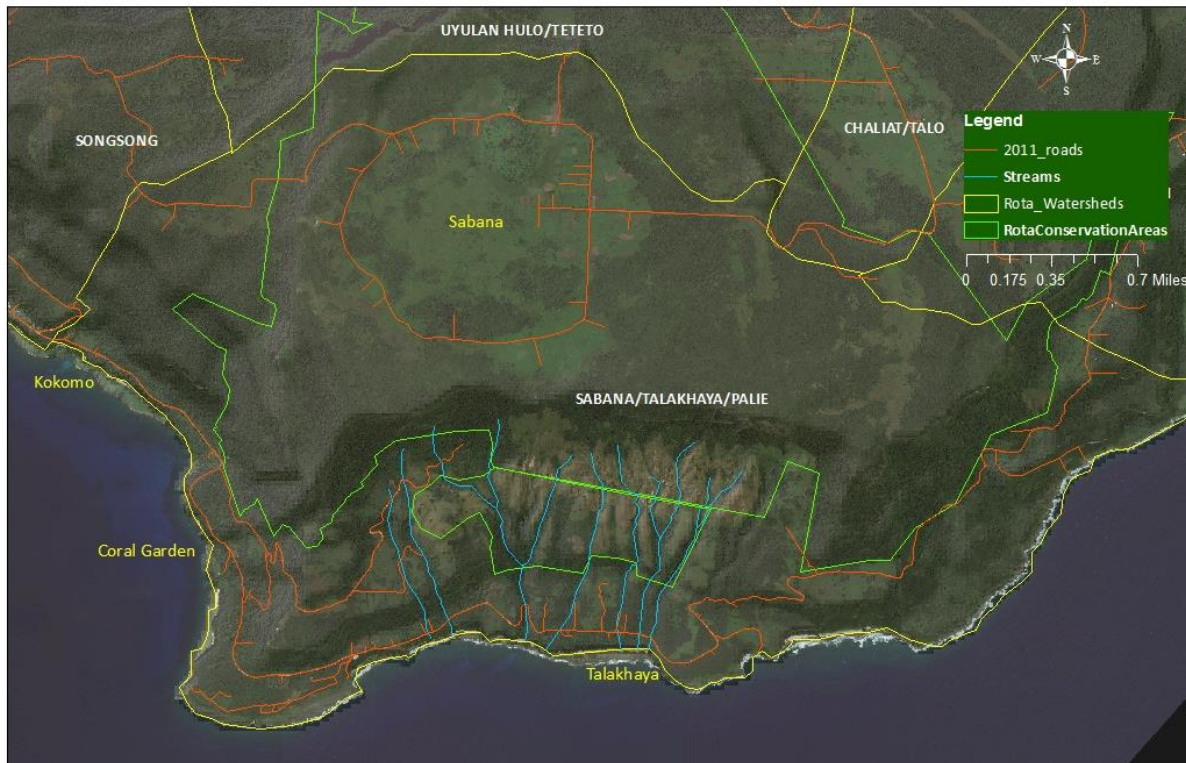 UYULAN HULO/TETETO
N
W E
S
SONGSONG
CHALIAT/TALO
Legend
2011_roads
Streams
Rota_Watersheds
RotaConservationAreas
Sabana
0 0.175 0.35 0.7 Miles
Kokomo
SABANA/TALAKHAYA/PALIE
Coral Garden
Talakhaya